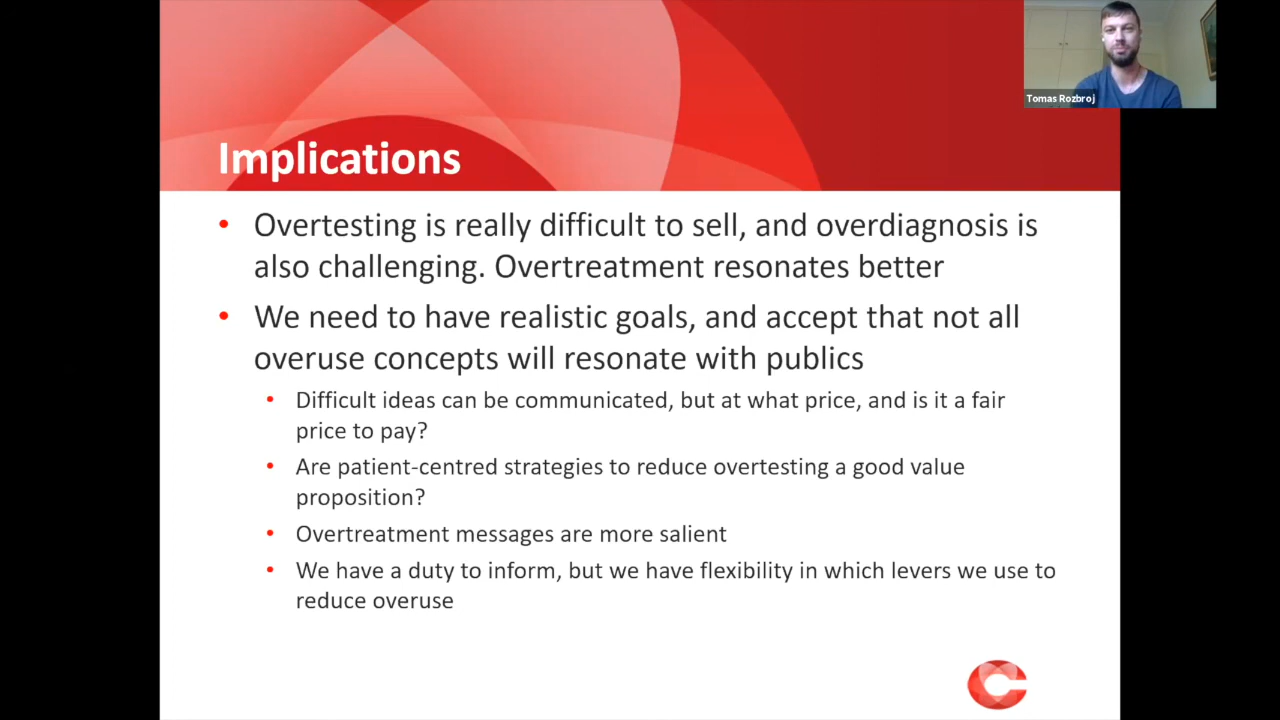 Tomas Rozbroj
Implications
• Overtesting is really difficult to sell, and overdiagnosis is
also challenging. Overtreatment resonates better
• We need to have realistic goals, and accept that not all
overuse concepts will resonate with publics
• Difficult ideas can be communicated, but at what price, and is it a fair
price to pay?
• Are patient-centred strategies to reduce overtesting a good value
proposition?
• Overtreatment messages are more salient
• We have a duty to inform, but we have flexibility in which levers we use to
reduce overuse